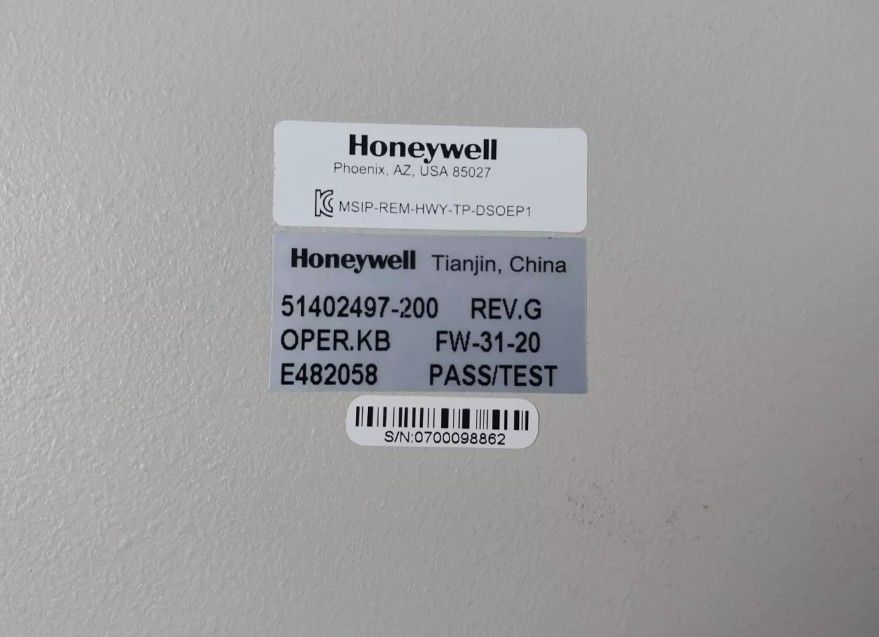 Honeywell
Phoenix, AZ, USA 85027
MSIP-REM-HWY-TP-DSOEP1
Honeywell Tianjin, China
51402497-200 REV.G
OPER.KB FW-31-20
E482058 PASS/TEST
S/N:0700098862